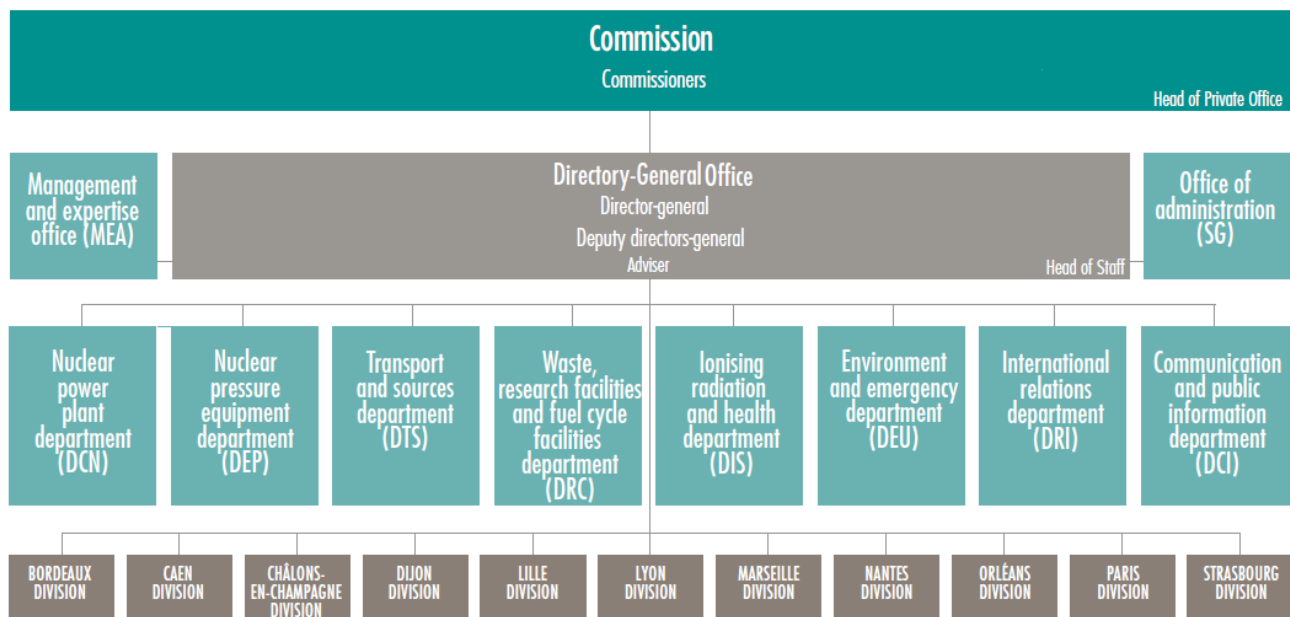 Commission
Commissioners
Head of Private Office
Management
and expertise
office (MEA)
Directory-General Office
Director-general
Deputy directors-general
Adviser
Head of Staff
Office of
administration
(SG)
Nuclear
power
plant
department
(DCN)
Nuclear
pressure
equipment
department
(DEP)
Transport
and sources
department
(DTS)
Waste,
research facilities
and fuel cycle
facilities
department
(DRC)
Ionising
radiation
and health
department
(DIS)
Environment
and emergency
department
(DEU)
International
relations
department
(DRI)
Communication
and public
information
department
(DCI)
BORDEAUX
DIVISION
CAEN
DIVISION
CHÂLONS-
EN-CHAMPAGNE
DIVISION
DIJON
DIVISION
LILLE
DIVISION
LYON
DIVISION
MARSEILLE
DIVISION
NANTES
DIVISION
ORLÉANS
DIVISION
PARIS
DIVISION
STRASBOURG
DIVISION